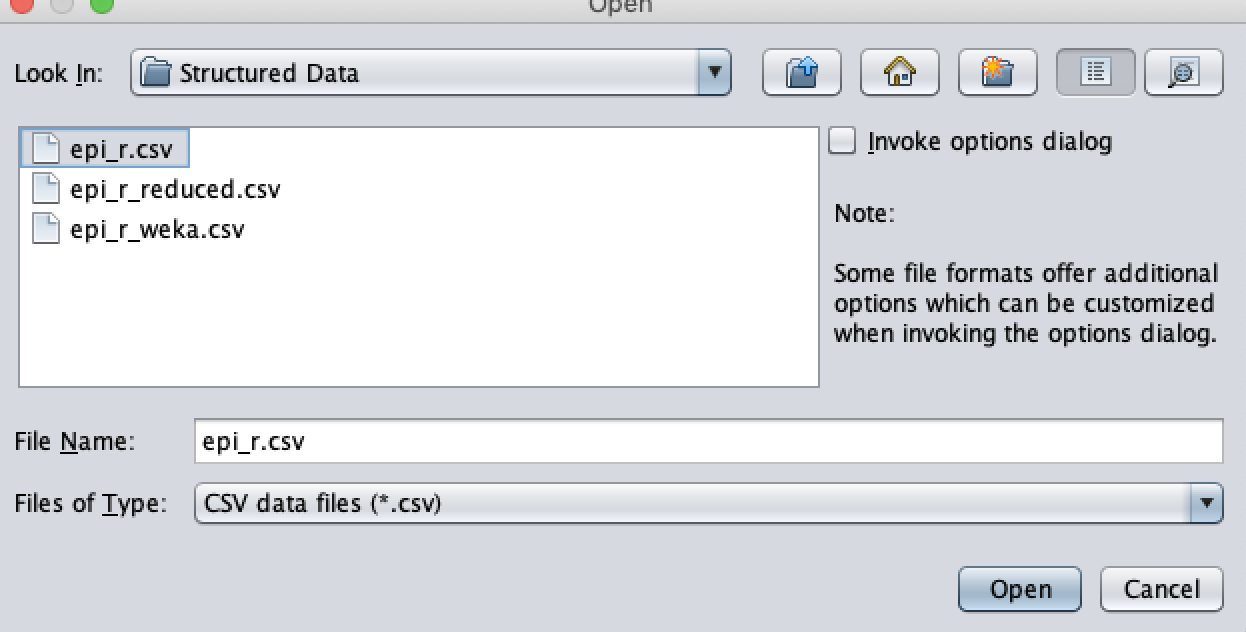 Open
Look In:
Structured Data
epi_r.csv
epi_r_reduced.csv
epi_r_weka.csv
Invoke options dialog
Note:
Some file formats offer additional
options which can be customized
when invoking the options dialog.
File Name:
epi_r.csv
Files of Type:
CSV data files (*.csv)
Open
Cancel